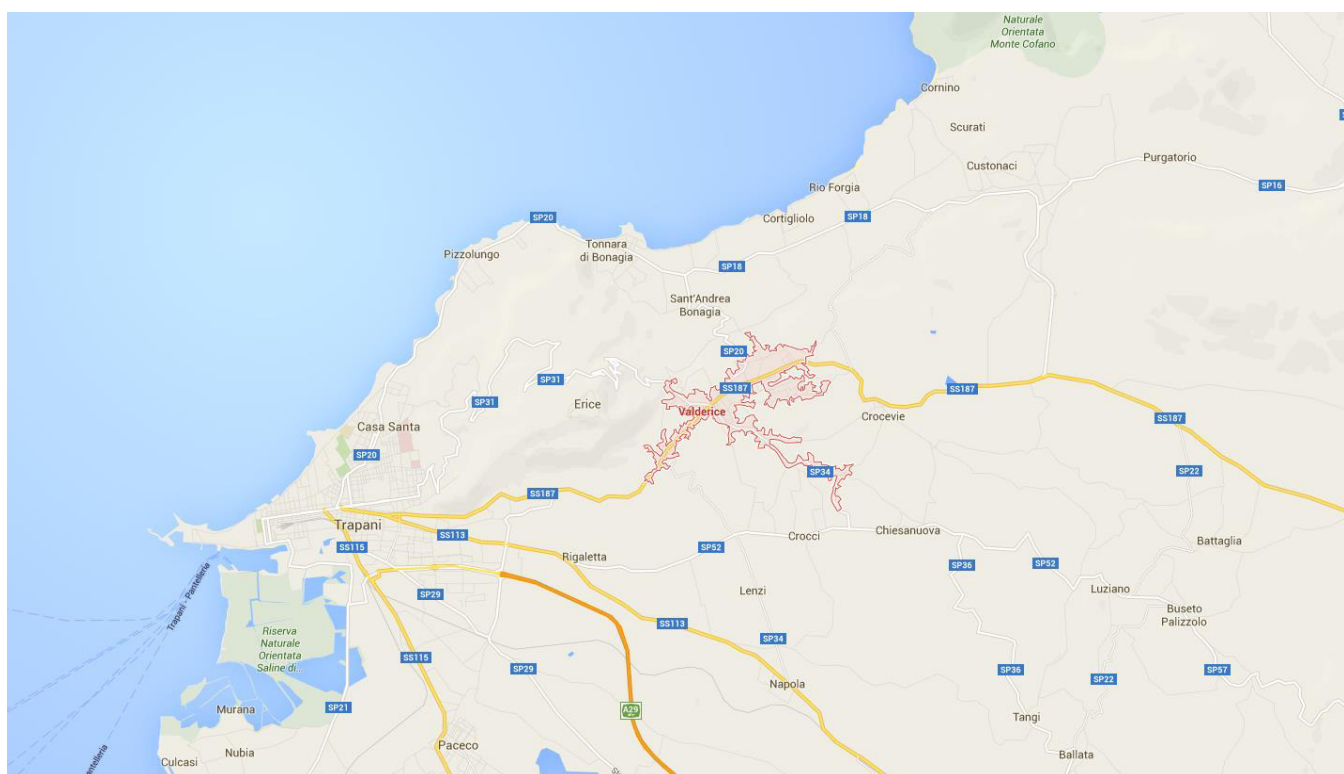 Naturale
Orientata
Monte Cofano
Cornino
Scurati
Custonaci
Purgatorio
SP16
Rio Forgia
Cortigliolo
SP18
SP20
Tonnara
di Bonagia
Pizzolungo
SP18
Sant'Andrea
Bonagia
SP20
SP31
SS187
SS187
SP31
Erice
Valderice
Crocevie
SS187
Casa Santa
SP20
SP34
SP22
SS187
Trapani
SS113
SS115
Rigaletta
SP52
Crocci
Chiesanuova
Battaglia
SP36
SP52
SP29
Lenzi
Luziano
Buseto
Palizzolo
Trapani - Pantelleria
Riserva
Naturale
Orientata
Saline di...
SS113
SP34
SS115
SP29
SP36
SP22
SP57
Napola
Murana
SP21
A29
Tangi
Nubia
Paceco
Ballata
Culcasi